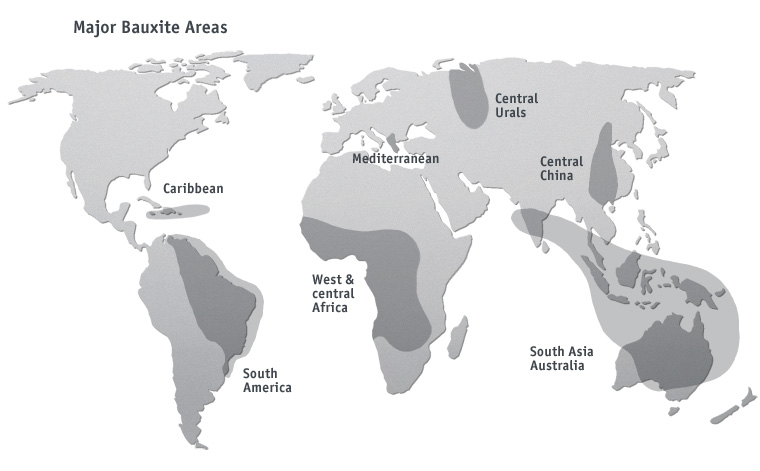 Major Bauxite Areas
Central
Urals
Mediterranean
Central
China
Caribbean
West &
central
Africa
South Asia
Australia
South
America